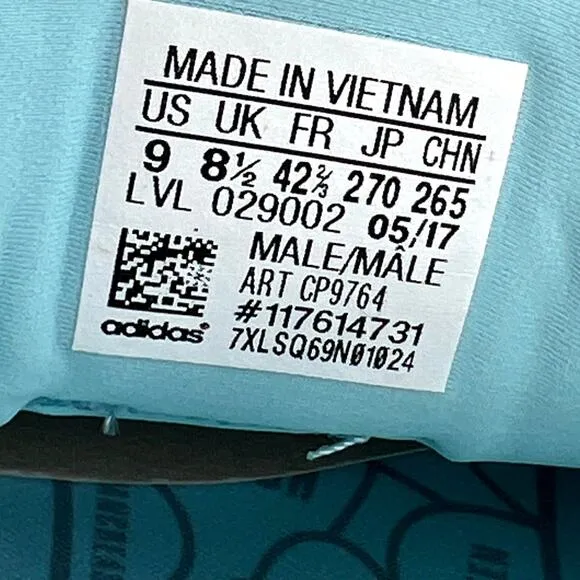 MADE IN VIETNAM
US UK FR JP CHN
9 8½ 42⅔ 270 265
LVL 029002 05/17
MALE/MÂLE
ART CP9764
#117614731
7XLSQ69N01024
adidas